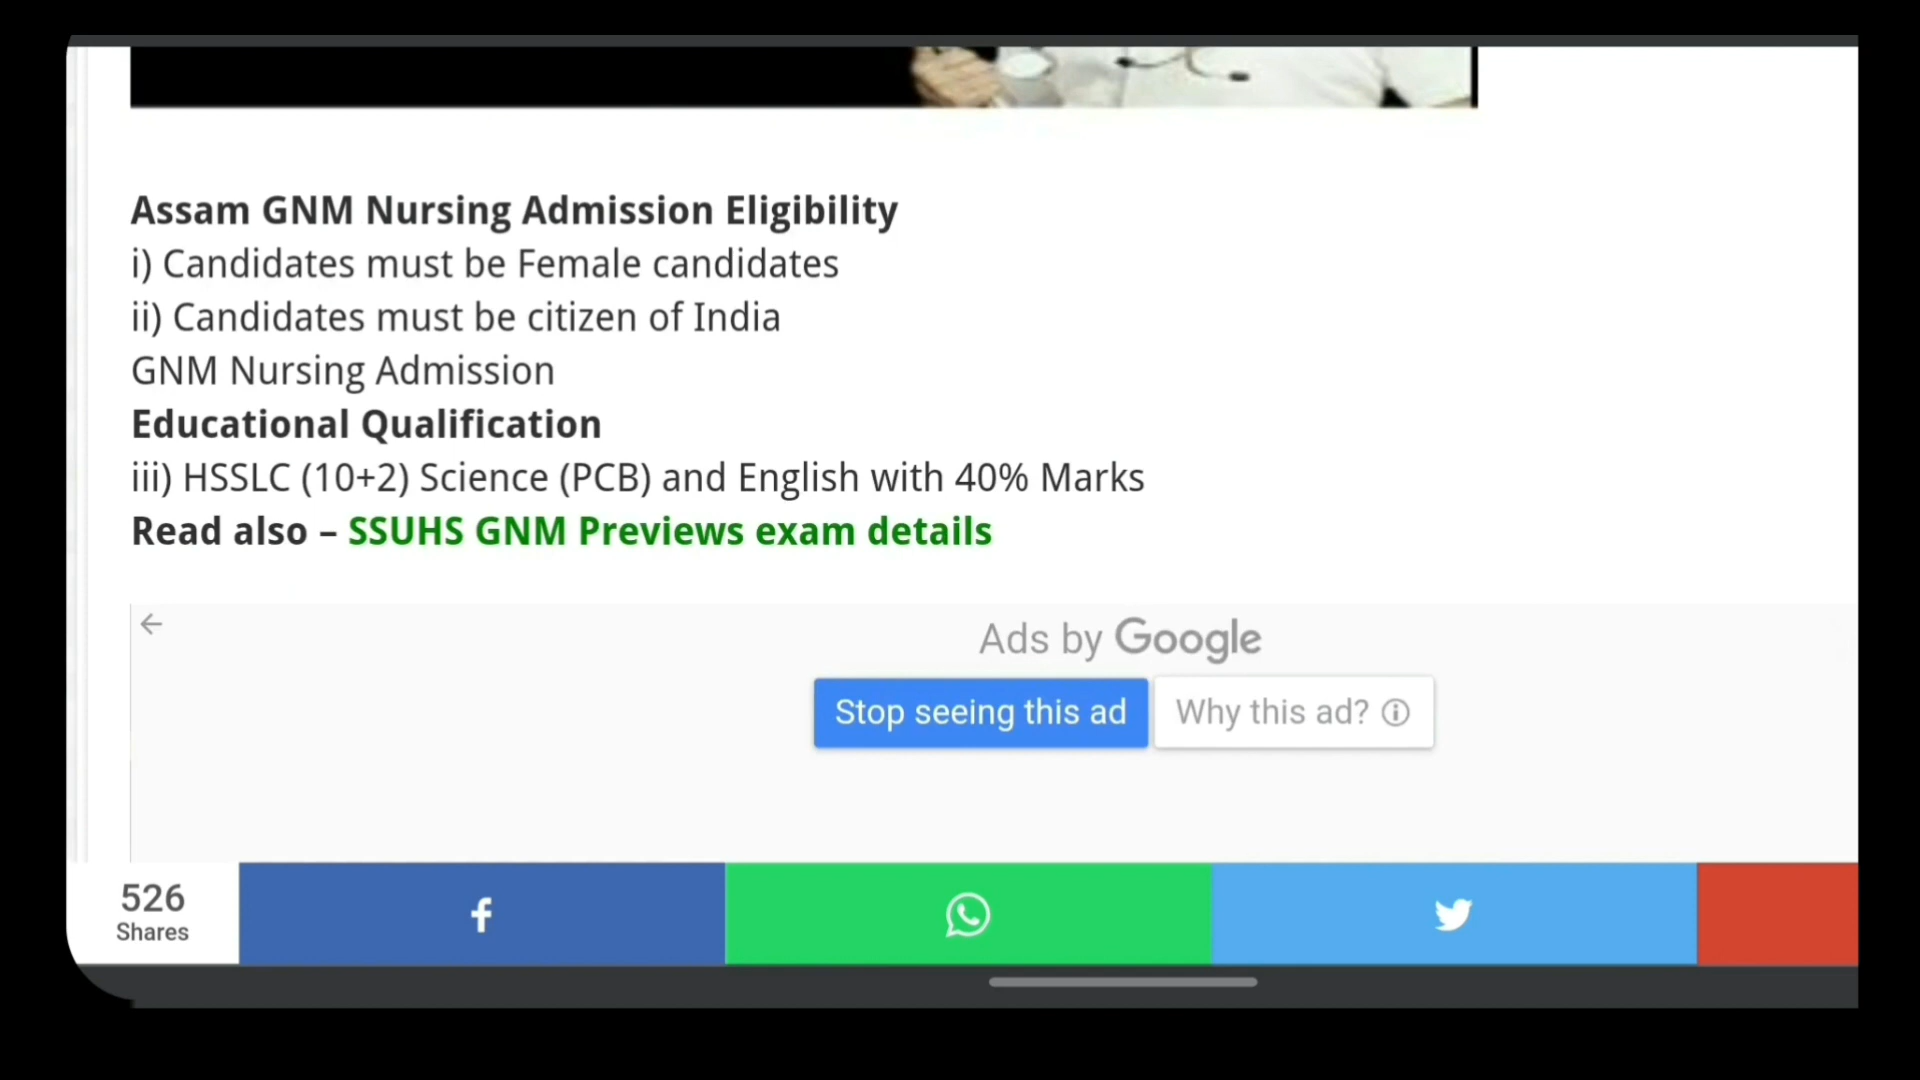 Assam GNM Nursing Admission Eligibility
i) Candidates must be Female candidates
ii) Candidates must be citizen of India
GNM Nursing Admission
Educational Qualification
iii) HSSLC (10+2) Science (PCB) and English with 40% Marks
Read also – SSUHS GNM Previews exam details
Ads by Google
Stop seeing this ad
Why this ad?
526
Shares